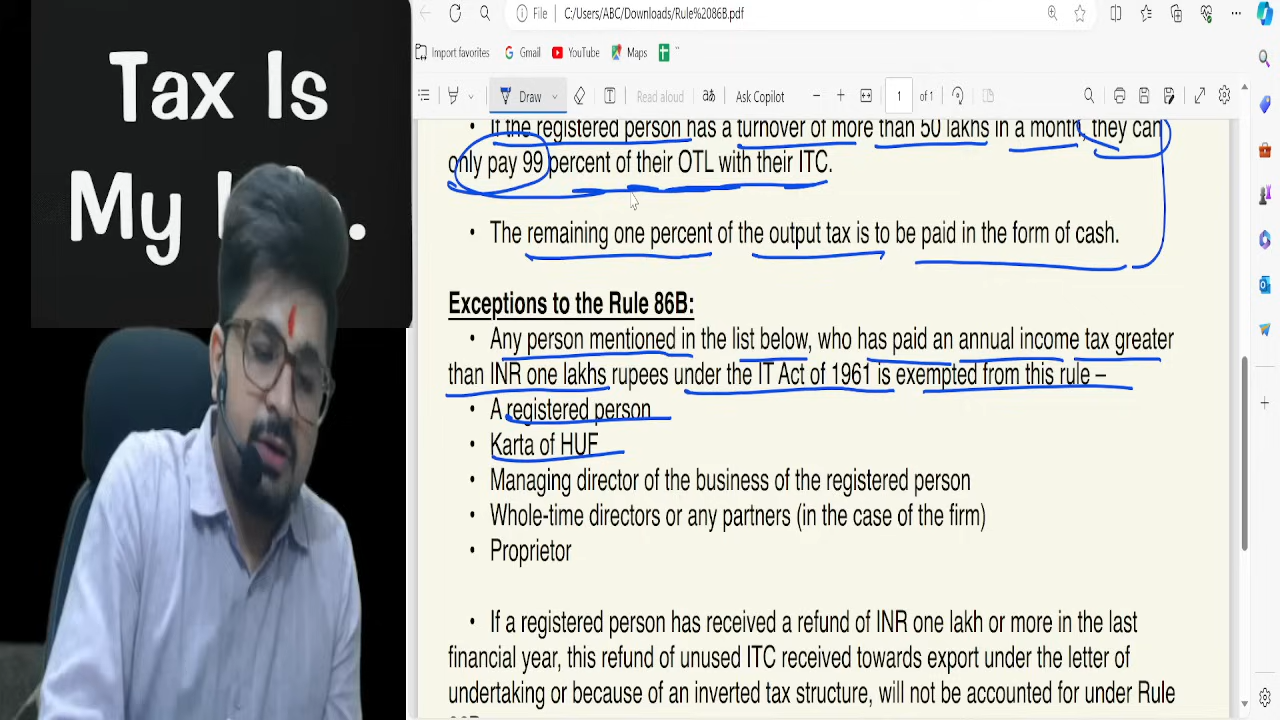 Tax Is
My
.
File C:/Users/ABC/Downloads/Rule%2086B.pdf
Import favorites Gmail YouTube Maps
Draw Read aloud Ask Copilot 1 of 1
• If the registered person has a turnover of more than 50 lakhs in a month, they can
only pay 99 percent of their OTL with their ITC.
• The remaining one percent of the output tax is to be paid in the form of cash.
Exceptions to the Rule 86B:
• Any person mentioned in the list below, who has paid an annual income tax greater
than INR one lakhs rupees under the IT Act of 1961 is exempted from this rule –
• A registered person
• Karta of HUF
• Managing director of the business of the registered person
• Whole-time directors or any partners (in the case of the firm)
• Proprietor
• If a registered person has received a refund of INR one lakh or more in the last
financial year, this refund of unused ITC received towards export under the letter of
undertaking or because of an inverted tax structure, will not be accounted for under Rule